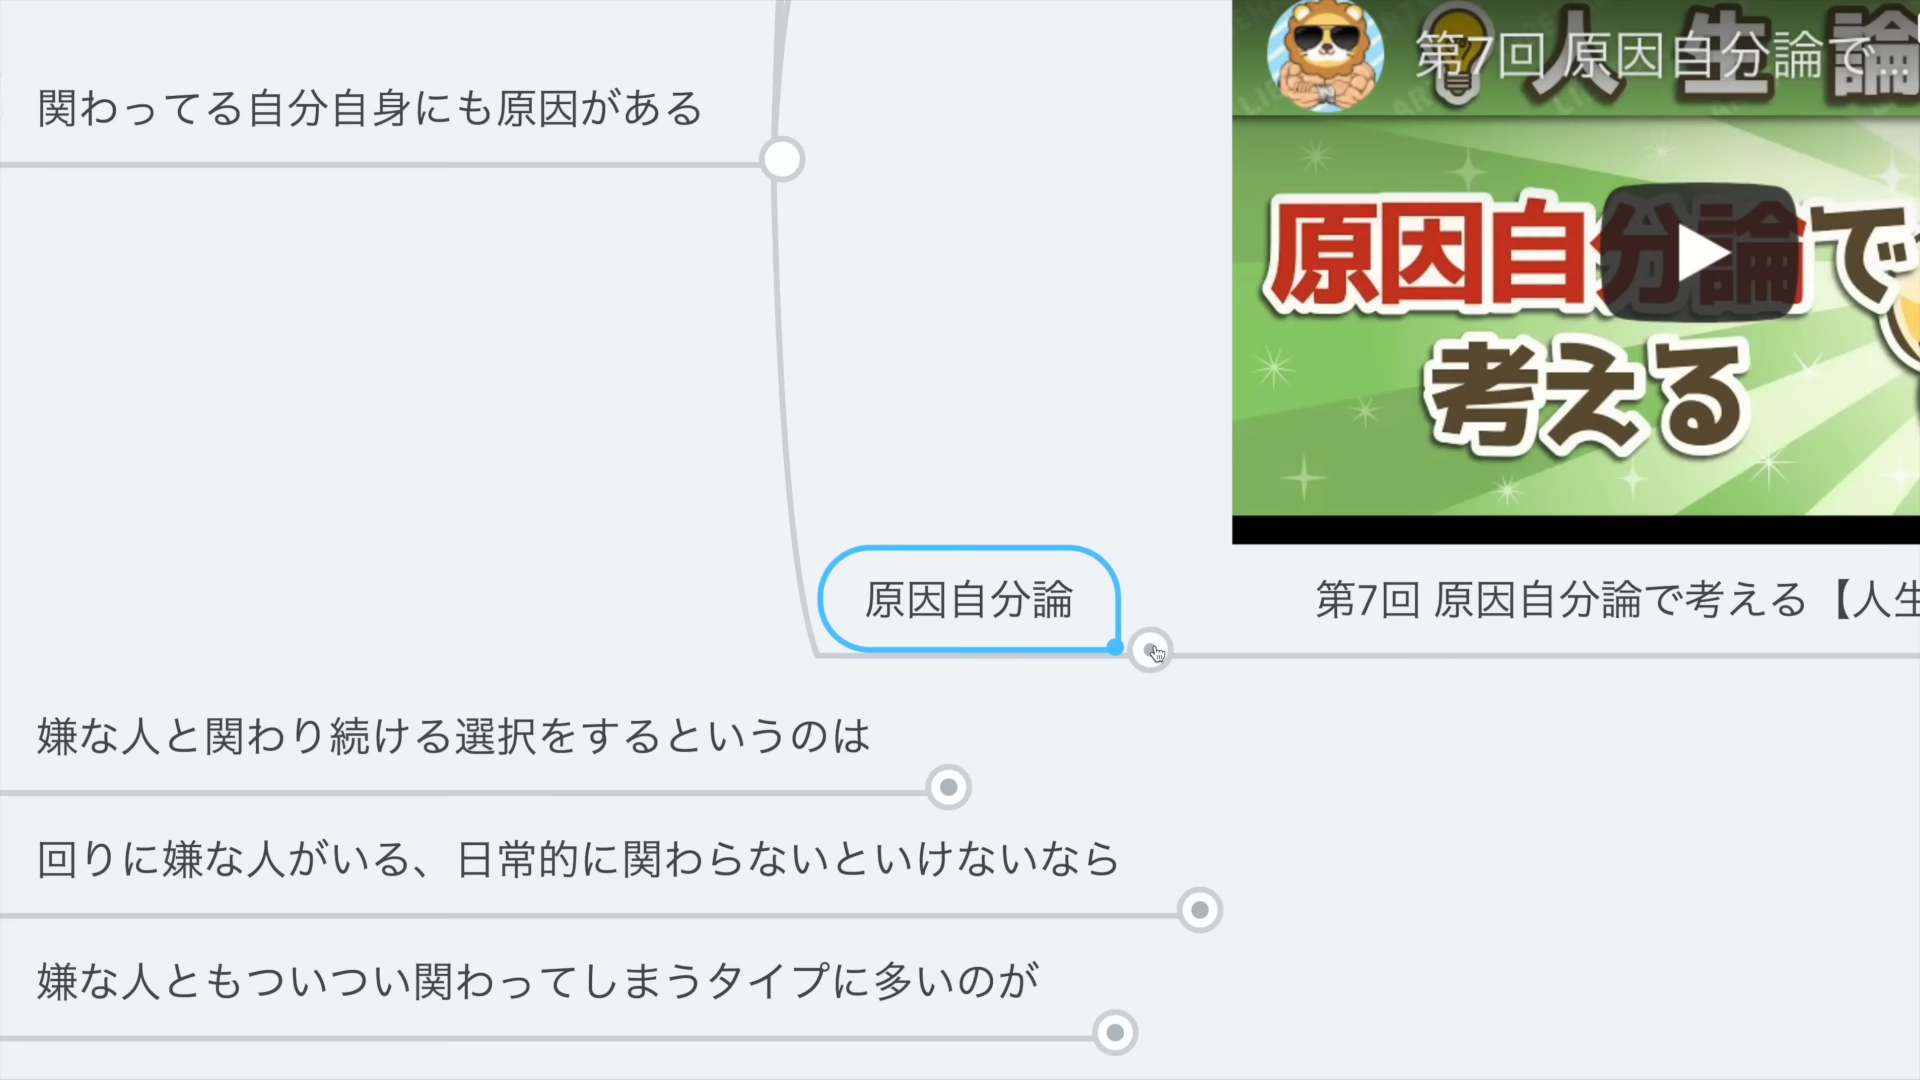 関わってる自分自身にも原因がある
人生論
第7回 原因自分論で...
原因自分論で
考える
原因自分論
第7回 原因自分論で考える【人生
嫌な人と関わり続ける選択をするというのは
回りに嫌な人がいる、日常的に関わらないといけないなら
嫌な人ともついつい関わってしまうタイプに多いのが